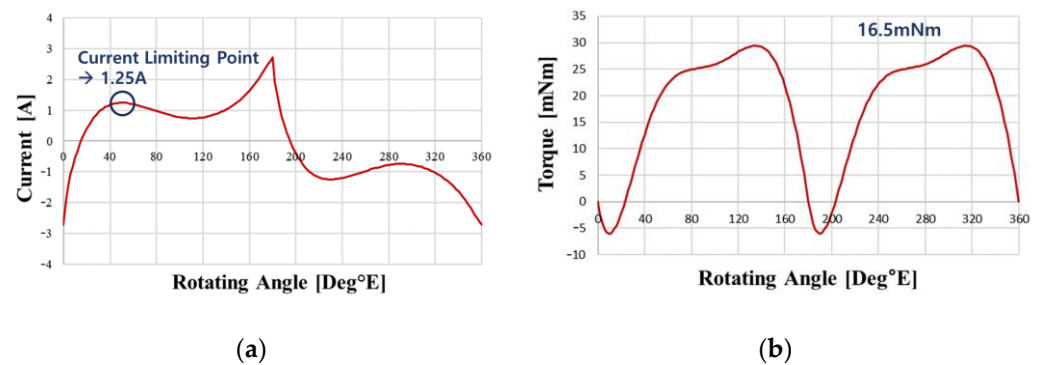 4
3
2
1
0
−1
−2
−3
−4
Current [A]
Current Limiting Point
→ 1.25A
0 40 80 120 160 200 240 280 320 360
Rotating Angle [Deg°E]
(a)
35
30
25
20
15
10
5
0
−5
−10
Torque [mNm]
16.5mNm
0 40 80 120 160 200 240 280 320 360
Rotating Angle [Deg°E]
(b)